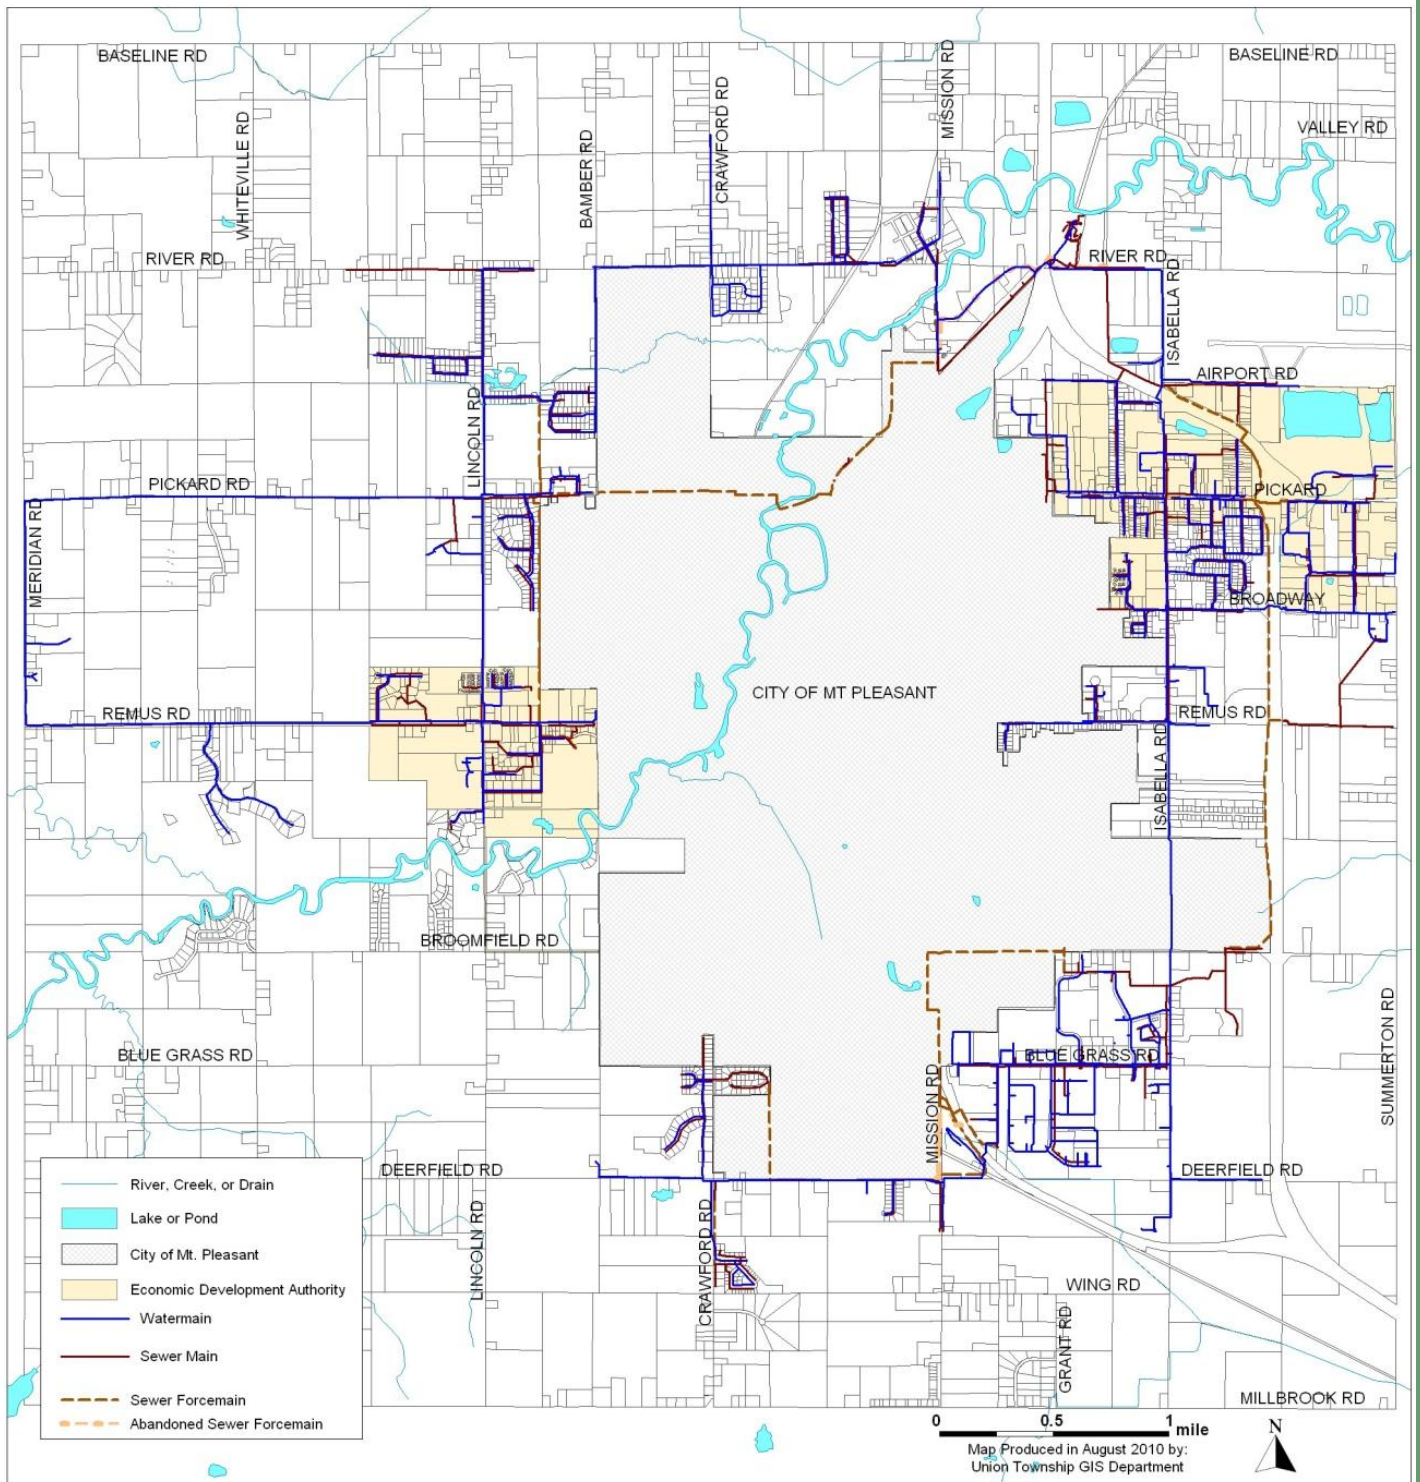 BASELINE RD
BASELINE RD
MISSION RD
CRAWFORD RD
VALLEY RD
WHITEVILLE RD
BAMBER RD
RIVER RD
RIVER RD
ISABELLA RD
AIRPORT RD
LINCOLN RD
PICKARD RD
PICKARD
MERIDIAN RD
BROADWAY
CITY OF MT PLEASANT
REMUS RD
REMUS RD
ISABELLA RD
BROOMFIELD RD
BLUE GRASS RD
BLUE GRASS RD
SUMMERTON RD
MISSION RD
DEERFIELD RD
DEERFIELD RD
LINCOLN RD
CRAWFORD RD
WING RD
GRANT RD
MILLBROOK RD
River, Creek, or Drain
Lake or Pond
City of Mt. Pleasant
Economic Development Authority
Watermain
Sewer Main
Sewer Forcemain
Abandoned Sewer Forcemain
0 0.5 1 mile
N
Map Produced in August 2010 by:
Union Township GIS Department